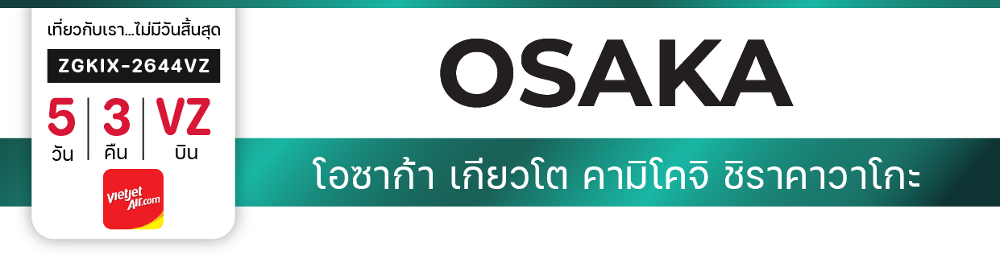 เที่ยวกับเรา...ไม่มีวันสิ้นสุด
ZGKIX-2644VZ
5 วัน
3 คืน
VZ บิน
vietjet Air.com
OSAKA
โอซาก้า เกียวโต คามิโคจิ ชิราคาวาโกะ